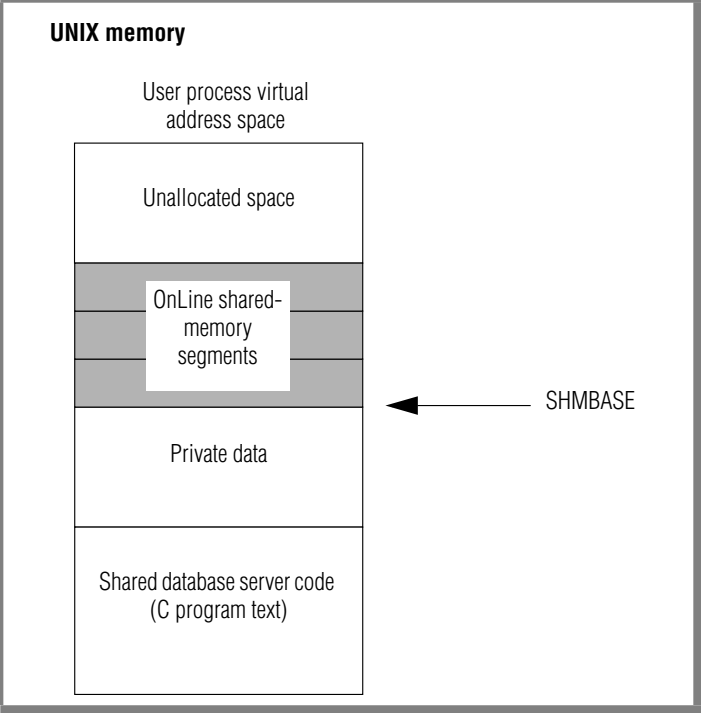 UNIX memory
User process virtual
address space
Unallocated space
OnLine shared-
memory
segments
SHMBASE
Private data
Shared database server code
(C program text)